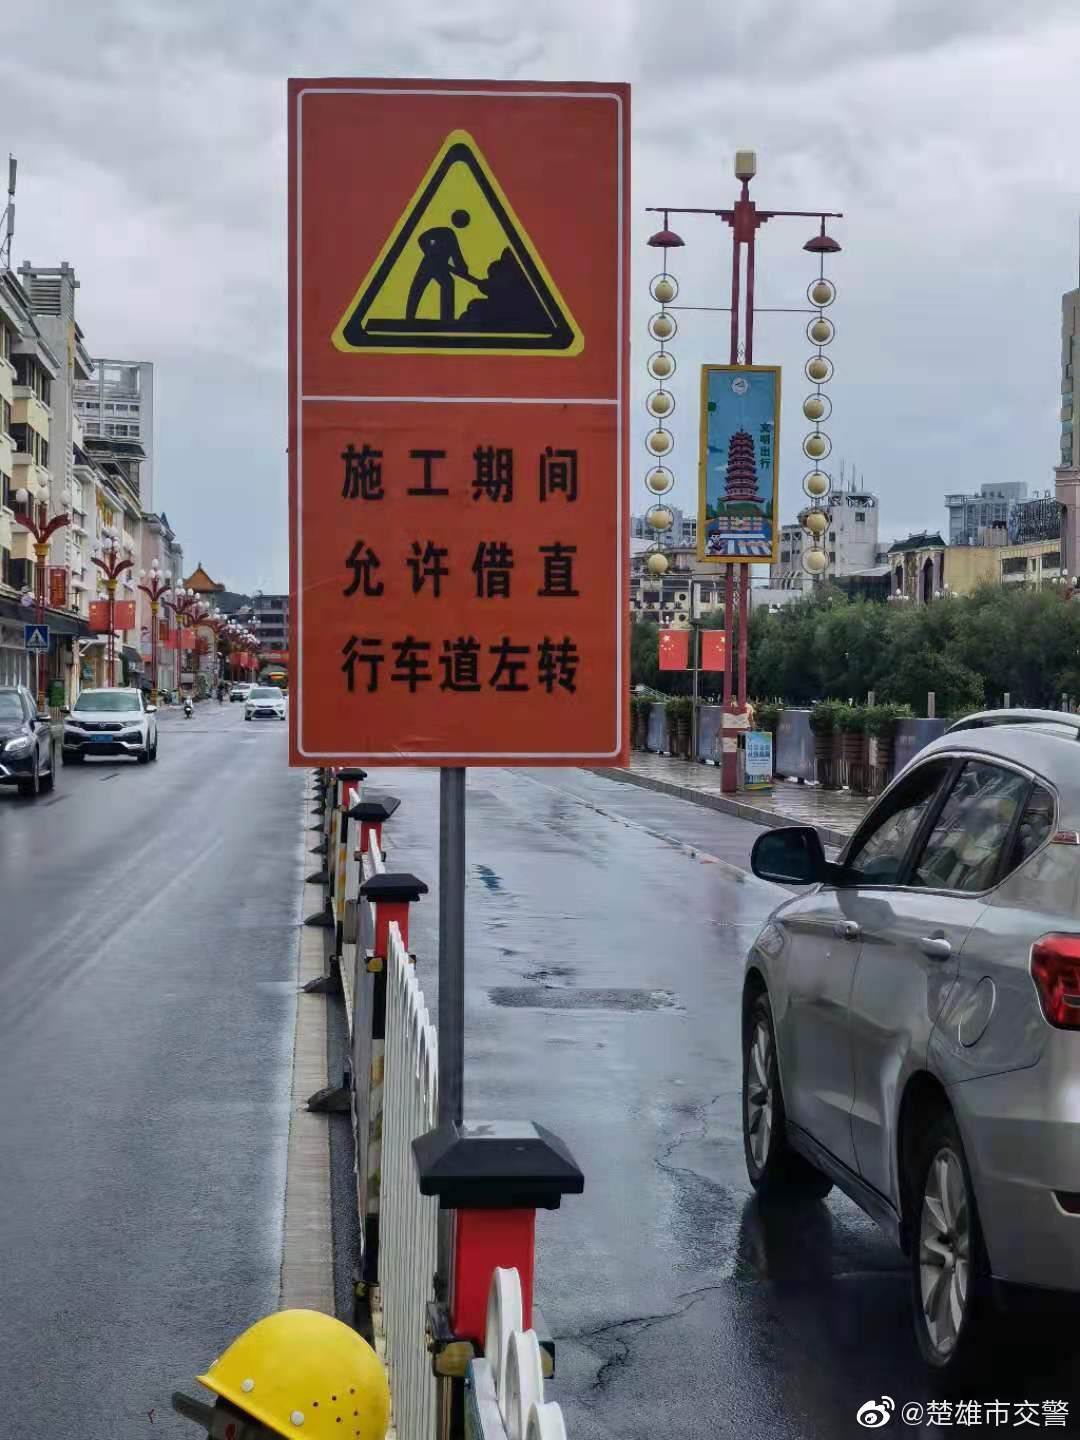 施工期间
允许借直
行车道左转
文明出行
@楚雄市交警